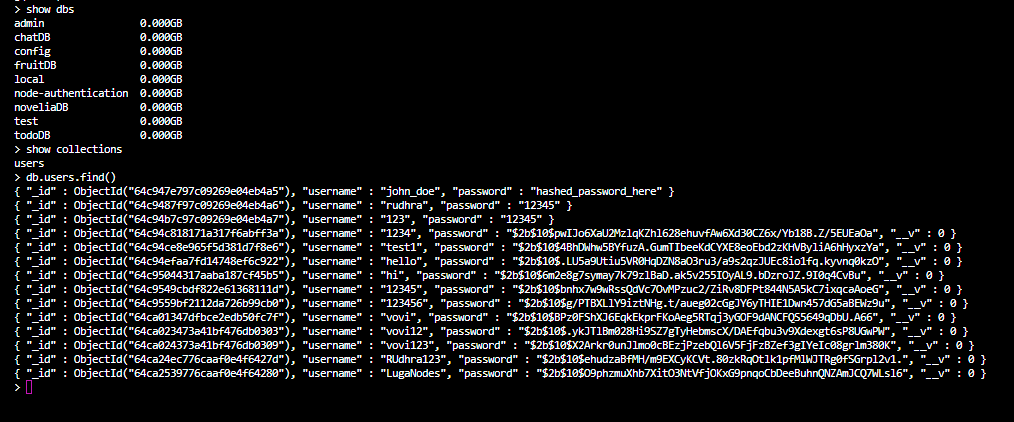 > show dbs
admin 0.000GB
chatDB 0.000GB
config 0.000GB
fruitDB 0.000GB
local 0.000GB
node-authentication 0.000GB
noveliaDB 0.000GB
test 0.000GB
todoDB 0.000GB
> show collections
users
> db.users.find()
{ "_id" : ObjectId("64c947e797c09269e04eb4a5"), "username" : "john_doe", "password" : "hashed_password_here" }
{ "_id" : ObjectId("64c9487f97c09269e04eb4a6"), "username" : "rudhra", "password" : "12345" }
{ "_id" : ObjectId("64c94b7c97c09269e04eb4a7"), "username" : "123", "password" : "12345" }
{ "_id" : ObjectId("64c94c818171a317f6abff3a"), "username" : "1234", "password" : "$2b$10$pwIJo6XaU2MzlqKZhl628ehuvfAw6Xd30CZ6x/Yb18B.Z/5EUEaOa", "__v" : 0 }
{ "_id" : ObjectId("64c94ce8e965f5d381d7f8e6"), "username" : "test1", "password" : "$2b$10$4BhDWhw5BYfuzA.GumTIbeeKdCYXE8eoEbd2zKHVByliA6hHyxzYa", "__v" : 0 }
{ "_id" : ObjectId("64c94efaa7fd14748ef6c922"), "username" : "hello", "password" : "$2b$10$.LU5a9Utiu5VR0HqDZN8aO3ru3/a9s2qzJUEc8io1fq.kyvnq0kzO", "__v" : 0 }
{ "_id" : ObjectId("64c95044317aaba187cf45b5"), "username" : "hi", "password" : "$2b$10$6m2e8g7symay7k79zlBaD.ak5v255IOyAL9.bDzroJZ.9I0q4CvBu", "__v" : 0 }
{ "_id" : ObjectId("64c9549cbdf822e61368111d"), "username" : "12345", "password" : "$2b$10$bnhx7w9wRssQdVc7OvMPzuc2/ZiRv8DFPt844N5A5kC7ixqcaAoeG", "__v" : 0 }
{ "_id" : ObjectId("64c9559bf2112da726b99cb0"), "username" : "123456", "password" : "$2b$10$g/PTBXLlY9iztNHg.t/aueg02cGgJY6yTHIE1Dwn457dG5aBEWz9u", "__v" : 0 }
{ "_id" : ObjectId("64ca01347dfbce2edb50fc7f"), "username" : "vovi", "password" : "$2b$10$BPz0FShXJ6EqkEkprFKoAeg5RTqj3yGOF9dANCFQS5649qDbU.A66", "__v" : 0 }
{ "_id" : ObjectId("64ca023473a41bf476db0303"), "username" : "vovi12", "password" : "$2b$10$.ykJTlBm028Hi9SZ7gTyHebmscX/DAEfqbu3v9Xdexgt6sP8UGwPW", "__v" : 0 }
{ "_id" : ObjectId("64ca024373a41bf476db0309"), "username" : "vovi123", "password" : "$2b$10$X2Arkr0unJlmo0cBEzjPzebQl6V5FjFzBZef3gIYeIc08grlm380K", "__v" : 0 }
{ "_id" : ObjectId("64ca24ec776caaf0e4f6427d"), "username" : "RUdhra123", "password" : "$2b$10$ehudzaBfMH/m9EXCyKCVt.80zkRqOtlk1pfMlWJTRg0fSGrpl2v1.", "__v" : 0 }
{ "_id" : ObjectId("64ca2539776caaf0e4f64280"), "username" : "LugaNodes", "password" : "$2b$10$O9phzmuXhb7XitO3NtVfjOKxG9pnqoCbDeeBuhnQNZAmJCQ7WLsl6", "__v" : 0 }
>